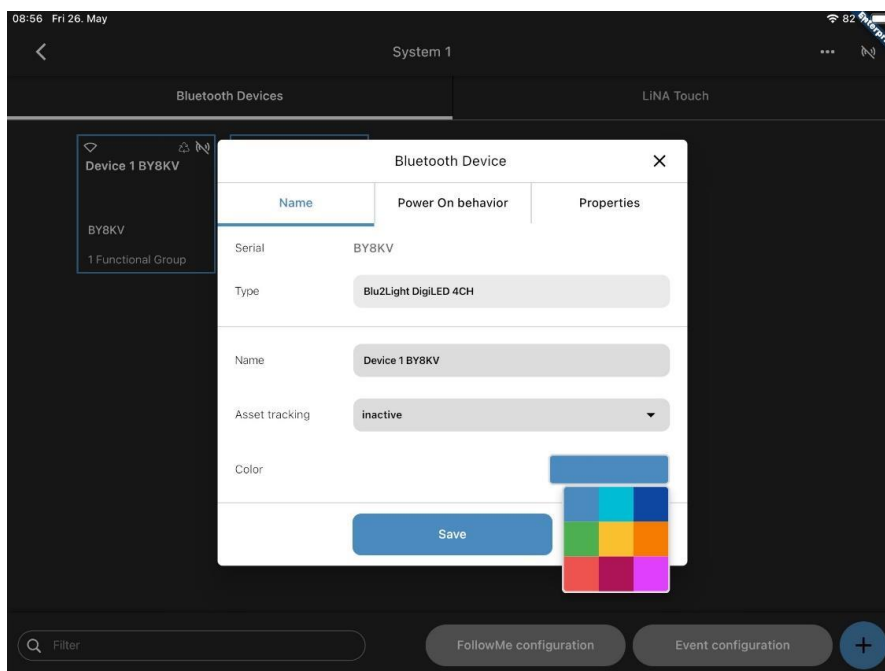 08:56 Fri 26. May
82
Enterpri
System 1
Bluetooth Devices
LiNA Touch
Device 1 BY8KV
BY8KV
1 Functional Group
Bluetooth Device
Name
Power On behavior
Properties
Serial
BY8KV
Type
Blu2Light DigiLED 4CH
Name
Device 1 BY8KV
Asset tracking
inactive
Color
Save
Filter
FollowMe configuration
Event configuration